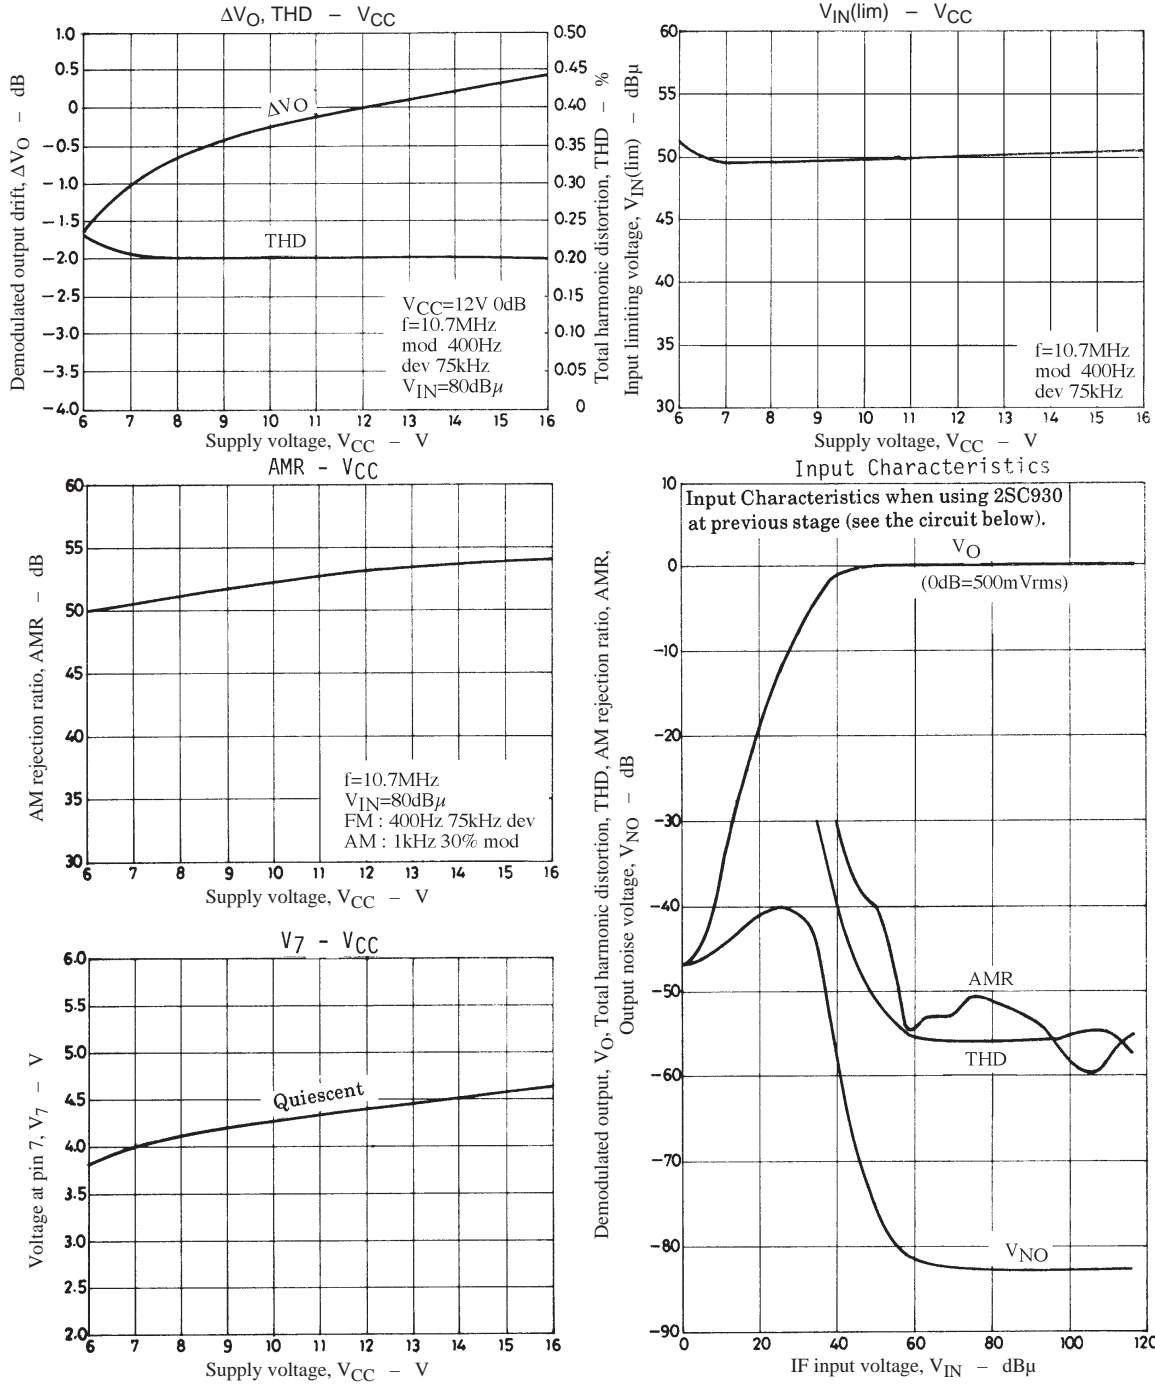 ΔVO, THD – VCC
Demodulated output drift, ΔVO – dB
1.0
0.5
0
−0.5
−1.0
−1.5
−2.0
−2.5
−3.0
−3.5
−4.0
ΔVO
THD
VCC=12V 0dB
f=10.7MHz
mod 400Hz
dev 75kHz
VIN=80dBμ
0.50
0.45
0.40
0.35
0.30
0.25
0.20
0.15
0.10
0.05
0
Total harmonic distortion, THD – %
6 7 8 9 10 11 12 13 14 15 16
Supply voltage, VCC – V
VIN(lim) – VCC
Input limiting voltage, VIN(lim) – dBμ
60
55
50
45
40
35
30
f=10.7MHz
mod 400Hz
dev 75kHz
6 7 8 9 10 11 12 13 14 15 16
Supply voltage, VCC – V
AMR - VCC
AM rejection ratio, AMR – dB
60
55
50
45
40
35
30
f=10.7MHz
VIN=80dBμ
FM : 400Hz 75kHz dev
AM : 1kHz 30% mod
6 7 8 9 10 11 12 13 14 15 16
Supply voltage, VCC – V
V7 - VCC
Voltage at pin 7, V7 – V
6.0
5.5
5.0
4.5
4.0
3.5
3.0
2.5
2.0
Quiescent
6 7 8 9 10 11 12 13 14 15 16
Supply voltage, VCC – V
Input Characteristics
Input Characteristics when using 2SC930
at previous stage (see the circuit below).
Demodulated output, VO, Total harmonic distortion, THD, AM rejection ratio, AMR,
Output noise voltage, VNO – dB
10
0
−10
−20
−30
−40
−50
−60
−70
−80
−90
VO
(0dB=500mVrms)
AMR
THD
VNO
0 20 40 60 80 100 120
IF input voltage, VIN – dBμ